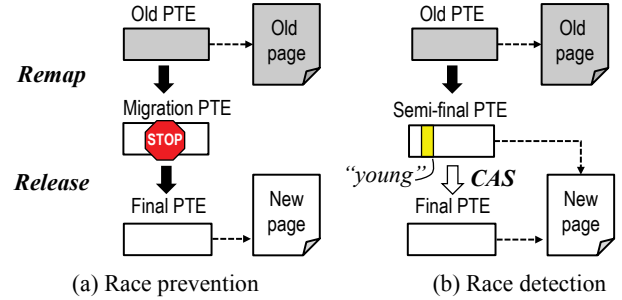 Old PTE
Old
page
Remap
Migration PTE
STOP
Release
Final PTE
New
page
(a) Race prevention
Old PTE
Old
page
Semi-final PTE
“young”
CAS
Final PTE
New
page
(b) Race detection